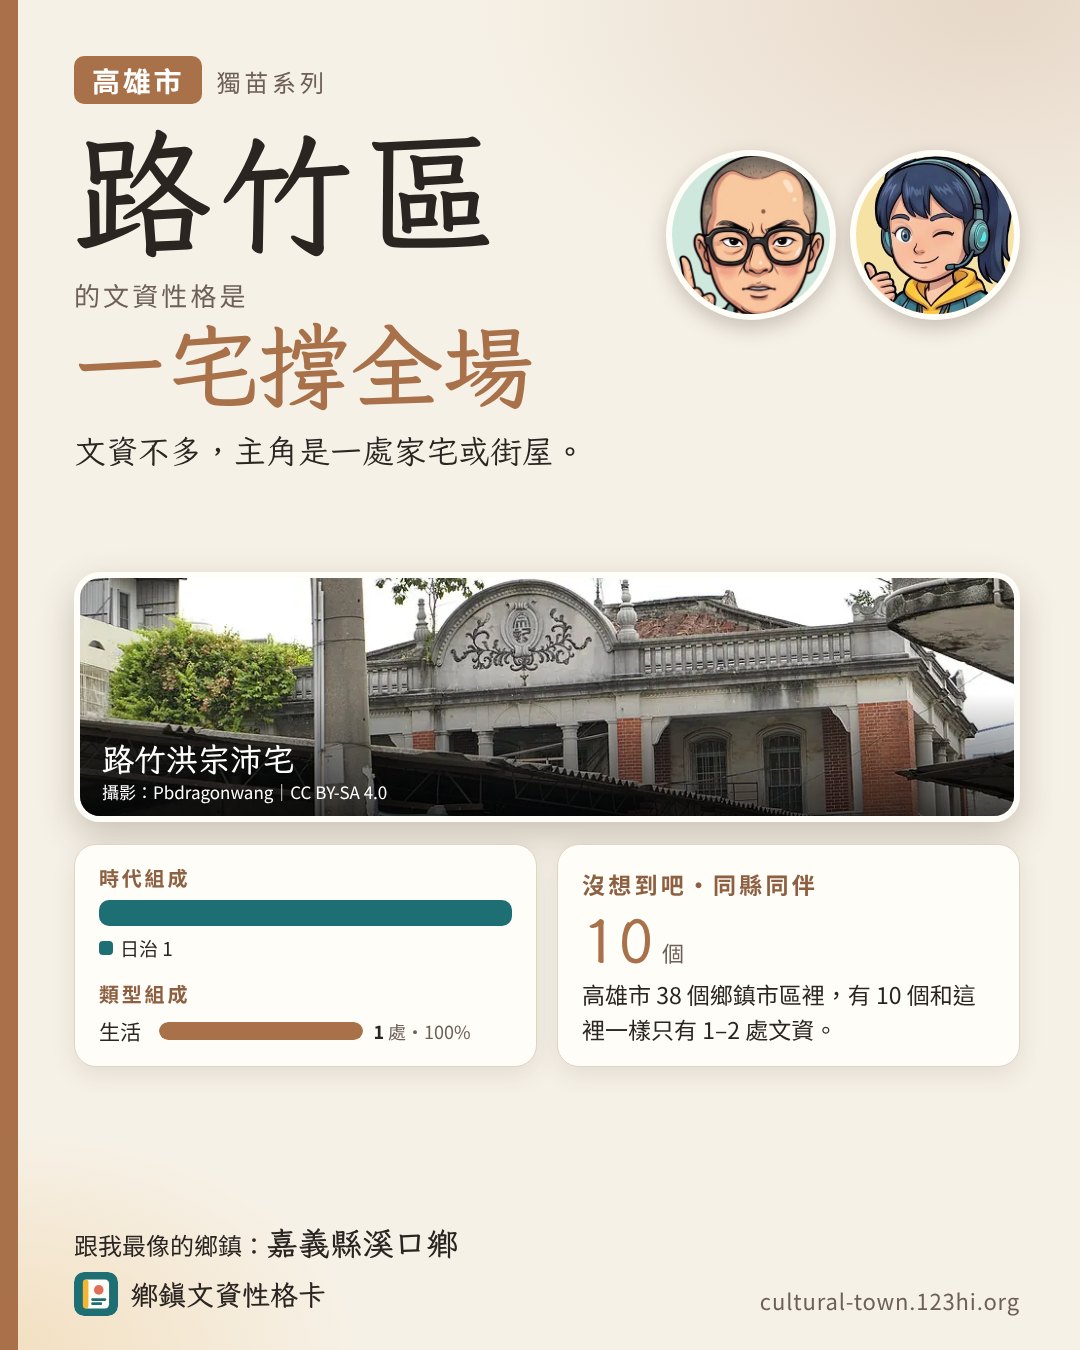 高雄市 獨苗系列
路竹區
的文資性格是
一宅撐全場
文資不多，主角是一處家宅或街屋。
路竹洪宗沛宅
攝影：Pbdragonwang｜CC BY-SA 4.0
時代組成
日治 1
類型組成
生活 1 處・100%
沒想到吧・同縣同伴
10 個
高雄市 38 個鄉鎮市區裡，有 10 個和這
裡一樣只有 1–2 處文資。
跟我最像的鄉鎮：嘉義縣溪口鄉
鄉鎮文資性格卡
cultural-town.123hi.org